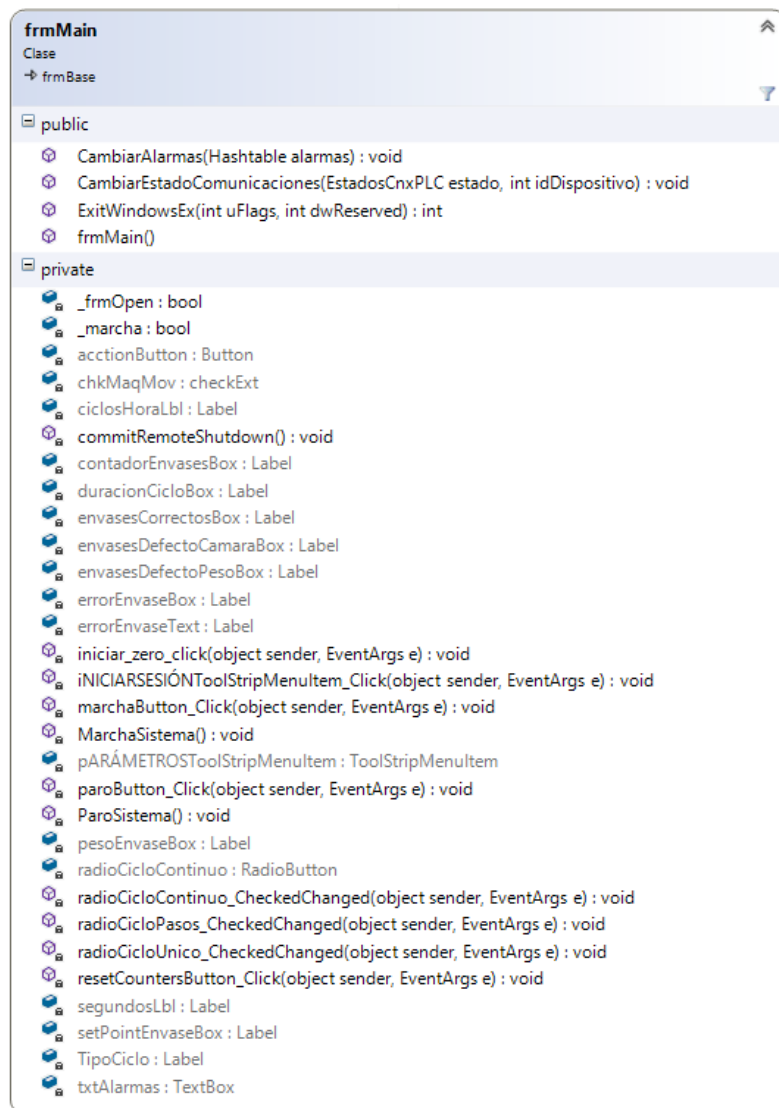 frmMain
Clase
frmBase
public
CambiarAlarmas(Hashtable alarmas) : void
CambiarEstadoComunicaciones(EstadosCnxPLC estado, int idDispositivo) : void
ExitWindowsEx(int uFlags, int dwReserved) : int
frmMain()
private
_frmOpen : bool
_marcha : bool
acctionButton : Button
chkMaqMov : checkExt
ciclosHoraLbl : Label
commitRemoteShutdown() : void
contadorEnvasesBox : Label
duracionCicloBox : Label
envasesCorrectosBox : Label
envasesDefectoCamaraBox : Label
envasesDefectoPesoBox : Label
errorEnvaseBox : Label
errorEnvaseText : Label
iniciar_zero_click(object sender, EventArgs e) : void
iNICIARSESIÓNToolStripMenuItem_Click(object sender, EventArgs e) : void
marchaButton_Click(object sender, EventArgs e) : void
MarchaSistema() : void
pARÁMETROSToolStripMenuItem : ToolStripMenuItem
paroButton_Click(object sender, EventArgs e) : void
ParoSistema() : void
pesoEnvaseBox : Label
radioCicloContinuo : RadioButton
radioCicloContinuo_CheckedChanged(object sender, EventArgs e) : void
radioCicloPasos_CheckedChanged(object sender, EventArgs e) : void
radioCicloUnico_CheckedChanged(object sender, EventArgs e) : void
resetCountersButton_Click(object sender, EventArgs e) : void
segundosLbl : Label
setPointEnvaseBox : Label
TipoCiclo : Label
txtAlarmas : TextBox